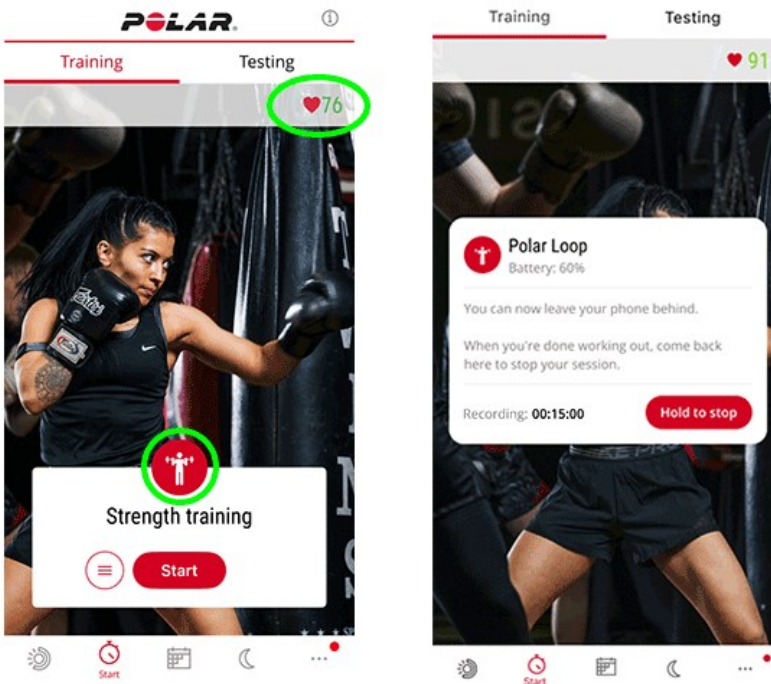 POLAR
Training Testing
76
Strength training
Start
Start
Training Testing
91
Polar Loop
Battery: 60%
You can now leave your phone behind.
When you're done working out, come back
here to stop your session.
Recording: 00:15:00 Hold to stop
Start